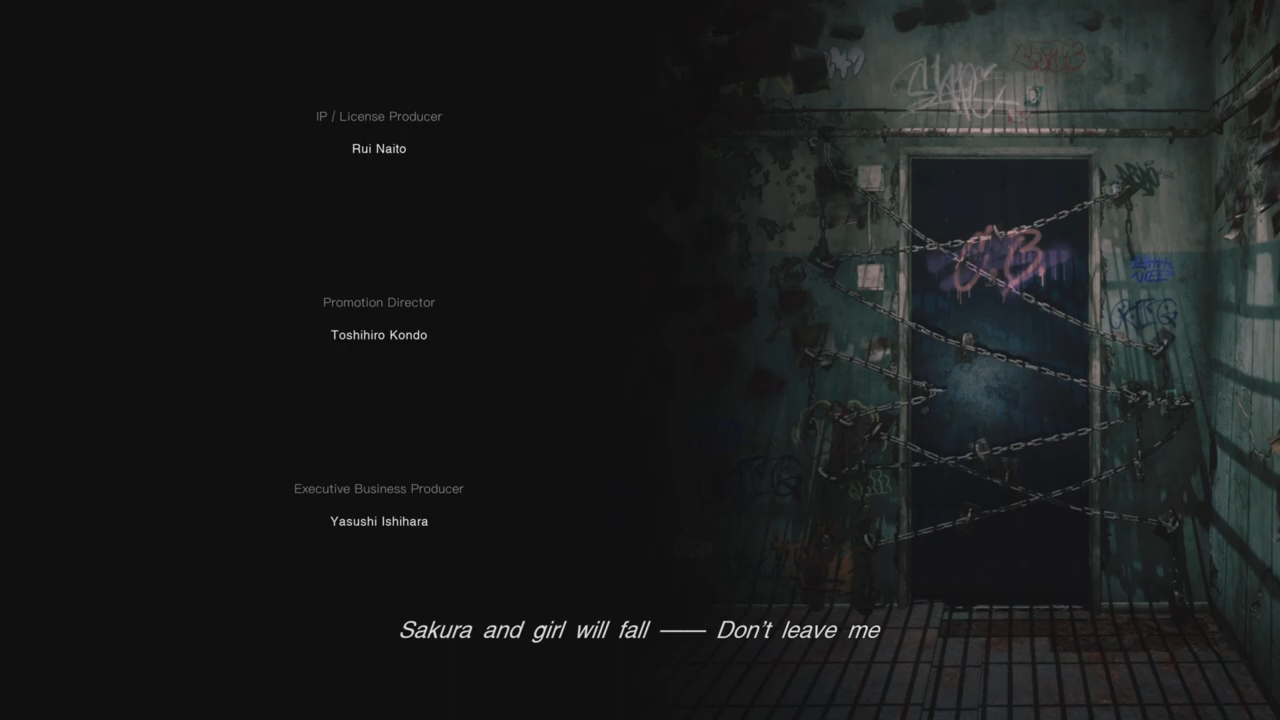 IP / License Producer
Rui Naito
Promotion Director
Toshihiro Kondo
Executive Business Producer
Yasushi Ishihara
Sakura and girl will fall —— Don't leave me